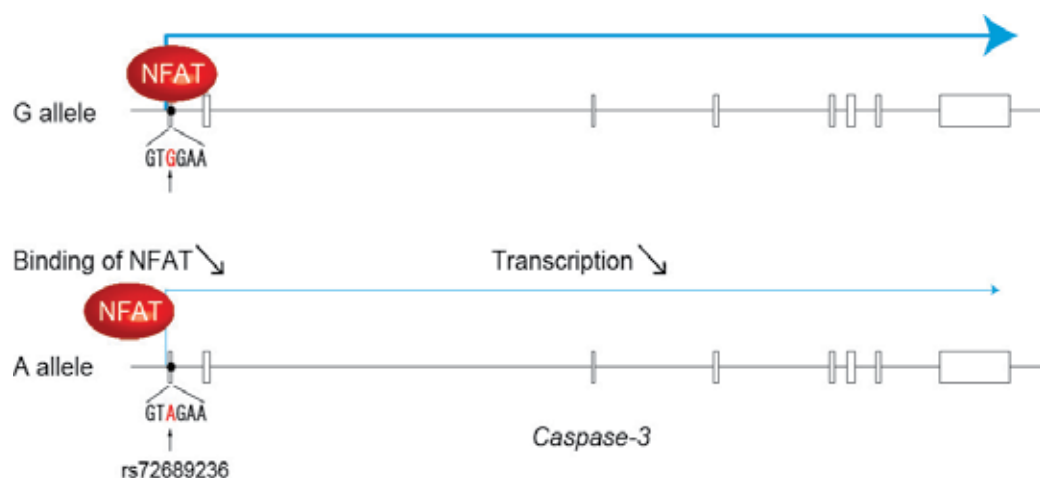 NFAT
G allele
GTGGAA
Binding of NFAT
Transcription
NFAT
A allele
GTAGAA
Caspase-3
rs72689236